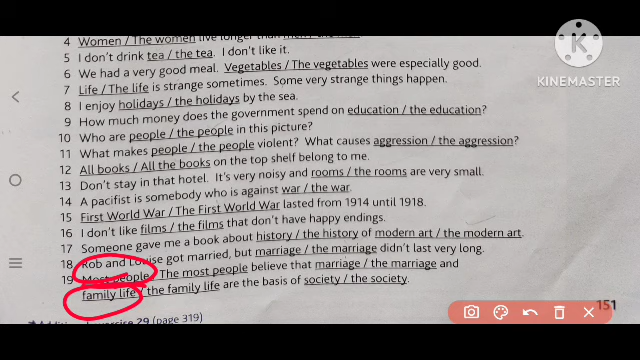 4 Women / The women live longer than men / the men.
5 I don't drink tea / the tea. I don't like it.
6 We had a very good meal. Vegetables / The vegetables were especially good.
7 Life / The life is strange sometimes. Some very strange things happen.
8 I enjoy holidays / the holidays by the sea.
9 How much money does the government spend on education / the education?
10 Who are people / the people in this picture?
11 What makes people / the people violent? What causes aggression / the aggression?
12 All books / All the books on the top shelf belong to me.
13 Don't stay in that hotel. It's very noisy and rooms / the rooms are very small.
14 A pacifist is somebody who is against war / the war.
15 First World War / The First World War lasted from 1914 until 1918.
16 I don't like films / the films that don't have happy endings.
17 Someone gave me a book about history / the history of modern art / the modern art.
18 Rob and Louise got married, but marriage / the marriage didn't last very long.
19 Most people / The most people believe that marriage / the marriage and
family life / the family life are the basis of society / the society.
29 (page 319)
151
K
KINEMASTER